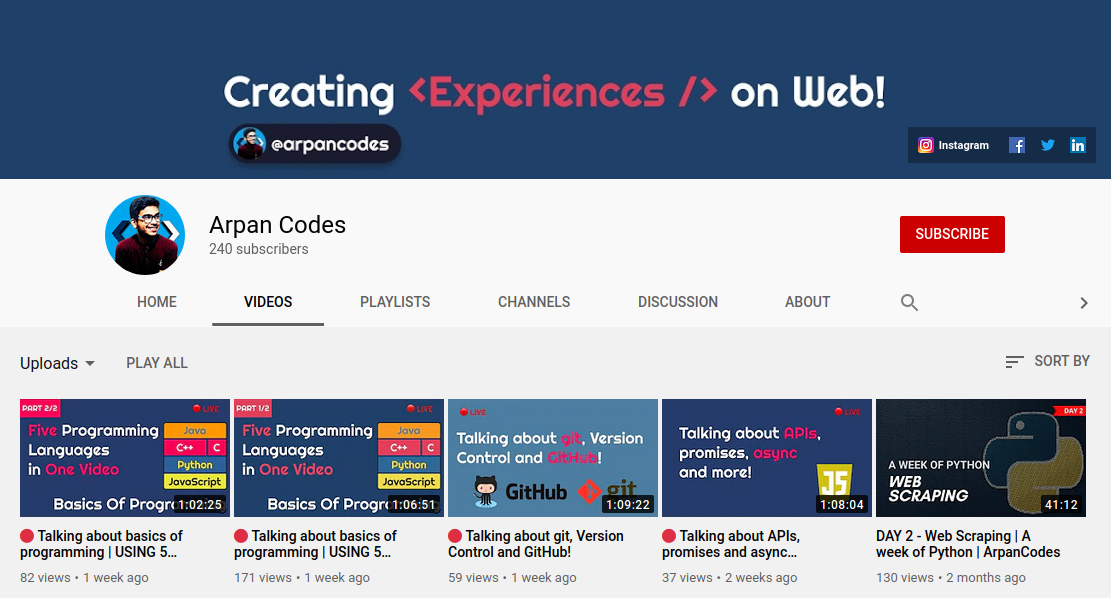 Creating <Experiences /> on Web!
@arpancodes
Instagram
Arpan Codes
240 subscribers
SUBSCRIBE
HOME
VIDEOS
PLAYLISTS
CHANNELS
DISCUSSION
ABOUT
Uploads
PLAY ALL
SORT BY
PART 2/2
LIVE
Five Programming
Languages
in One Video
Java
C++
C
Python
JavaScript
Basics Of Progr
1:02:25
PART 1/2
LIVE
Five Programming
Languages
in One Video
Java
C++
C
Python
JavaScript
Basics Of Progr
1:06:51
LIVE
Talking about git, Version
Control and GitHub!
GitHub
git
1:09:22
LIVE
Talking about APIs,
promises, async
and more!
JS
1:08:04
DAY 2
A WEEK OF PYTHON
WEB
SCRAPING
41:12
Talking about basics of
programming | USING 5...
82 views • 1 week ago
Talking about basics of
programming | USING 5...
171 views • 1 week ago
Talking about git, Version
Control and GitHub!
59 views • 1 week ago
Talking about APIs,
promises and async...
37 views • 2 weeks ago
DAY 2 - Web Scraping | A
week of Python | ArpanCodes
130 views • 2 months ago